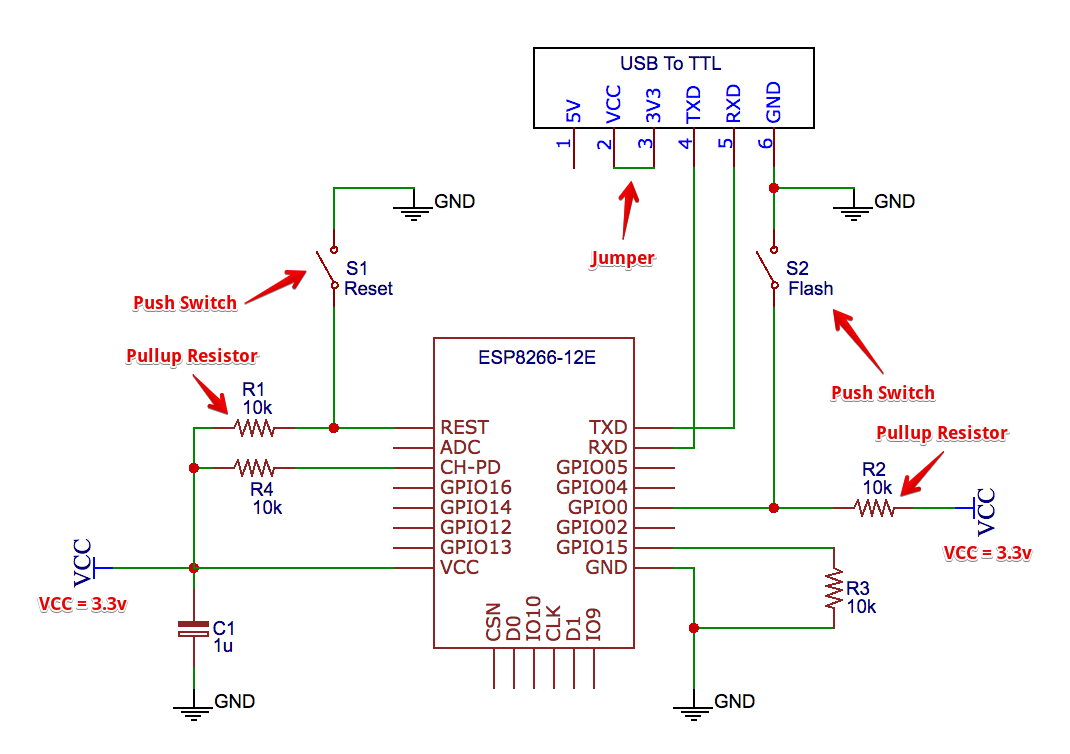 USB To TTL
5V
VCC
3V3
TXD
RXD
GND
1
2
3
4
5
6
GND
GND
Jumper
S1
Reset
S2
Flash
Push Switch
Push Switch
ESP8266-12E
Pullup Resistor
R1
10k
REST
ADC
CH-PD
GPIO16
GPIO14
GPIO12
GPIO13
VCC
TXD
RXD
GPIO05
GPIO04
GPIO0
GPIO02
GPIO15
GND
CSN
D0
IO10
CLK
D1
IO9
R4
10k
Pullup Resistor
R2
10k
VCC
VCC = 3.3v
VCC
VCC = 3.3v
R3
10k
C1
1u
GND
GND